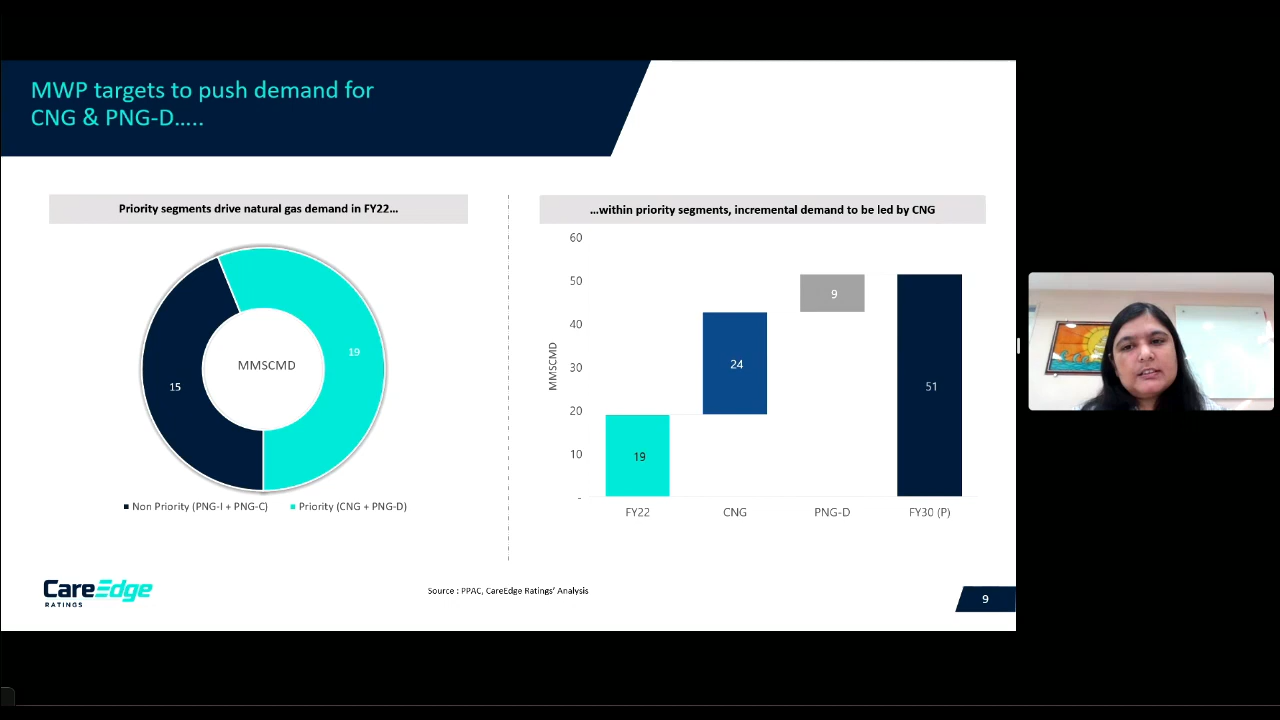 MWP targets to push demand for
CNG & PNG-D…..
Priority segments drive natural gas demand in FY22…
15
19
MMSCMD
Non Priority (PNG-I + PNG-C)
Priority (CNG + PNG-D)
…within priority segments, incremental demand to be led by CNG
MMSCMD
60
50
40
30
20
10
-
19
24
9
51
FY22
CNG
PNG-D
FY30 (P)
CareEdge
RATINGS
Source : PPAC, CareEdge Ratings’ Analysis
9